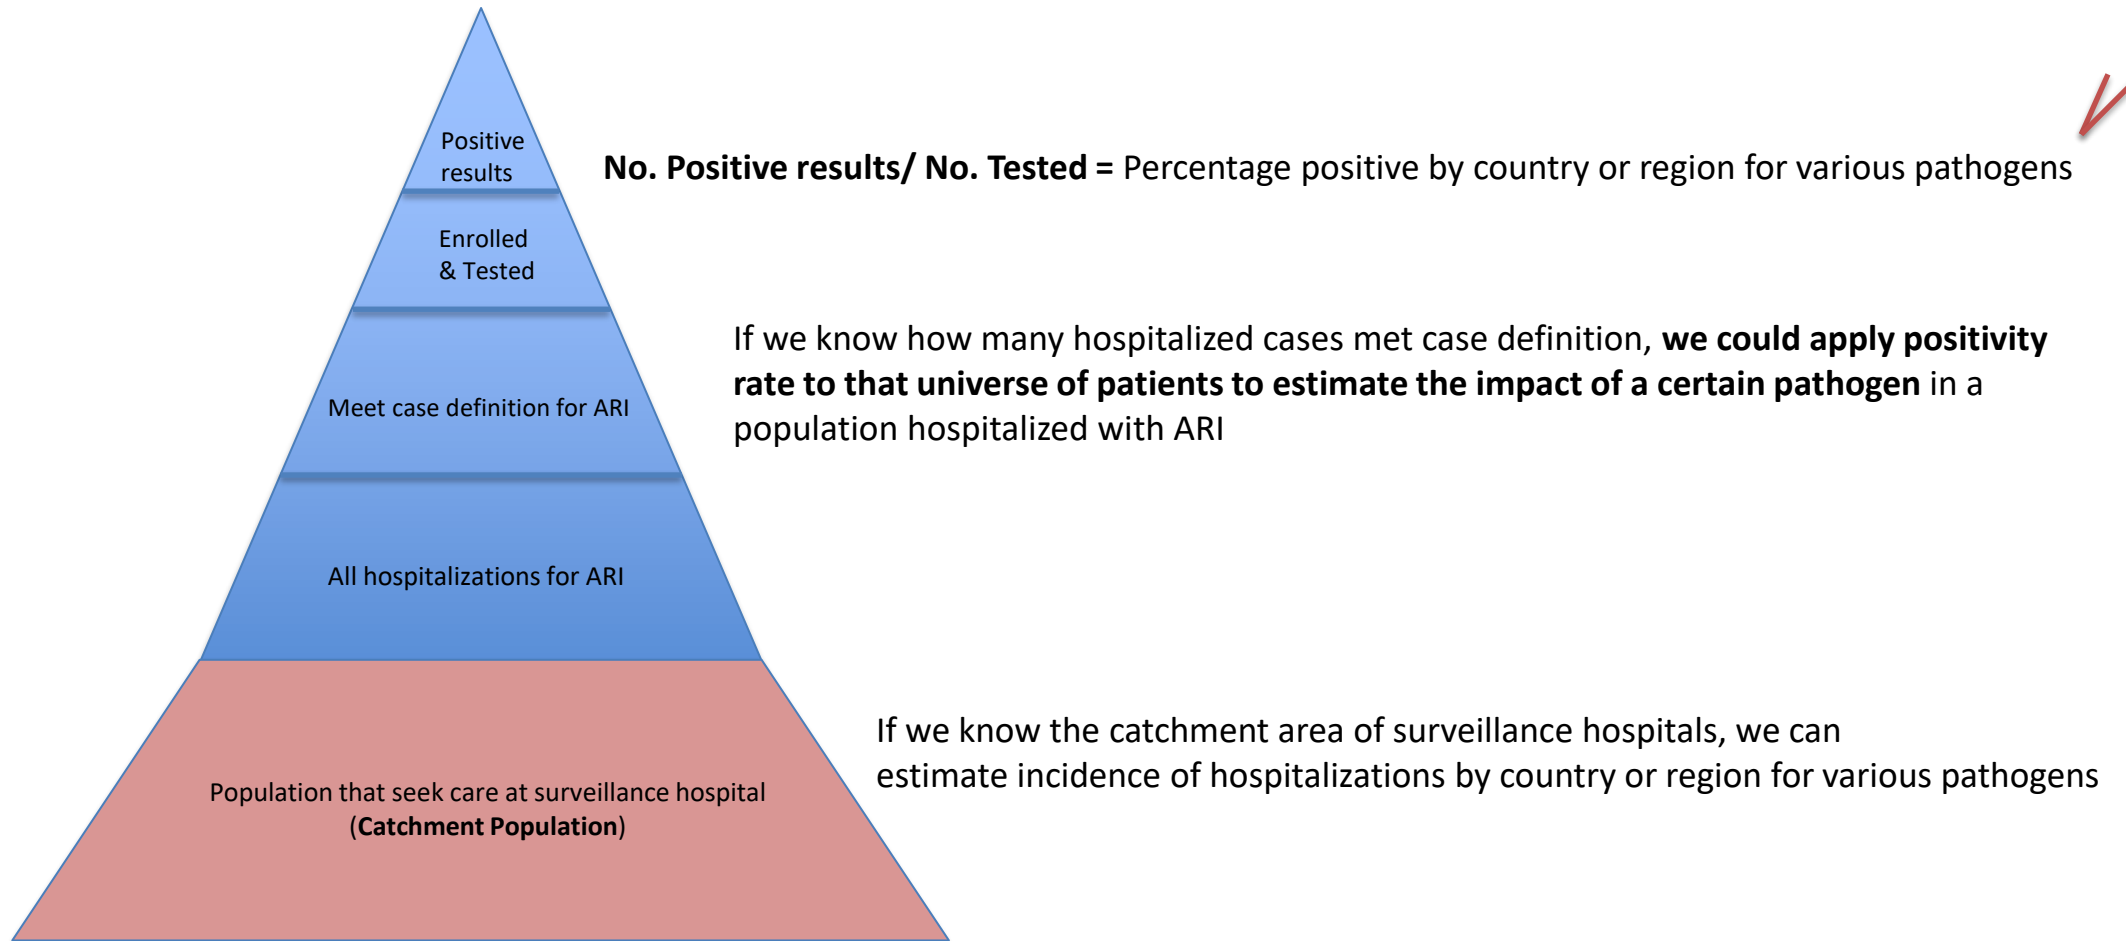 Positive
results
No. Positive results/ No. Tested = Percentage positive by country or region for various pathogens
Enrolled
& Tested
If we know how many hospitalized cases met case definition, we could apply positivity
rate to that universe of patients to estimate the impact of a certain pathogen in a
population hospitalized with ARI
Meet case definition for ARI
All hospitalizations for ARI
If we know the catchment area of surveillance hospitals, we can
estimate incidence of hospitalizations by country or region for various pathogens
Population that seek care at surveillance hospital
(Catchment Population)